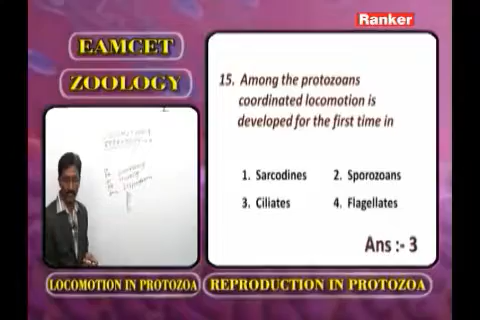 Ranker
EAMCET
ZOOLOGY
15. Among the protozoans
coordinated locomotion is
developed for the first time in
1. Sarcodines 2. Sporozoans
3. Ciliates 4. Flagellates
Ans :- 3
LOCOMOTION IN PROTOZOA
REPRODUCTION IN PROTOZOA